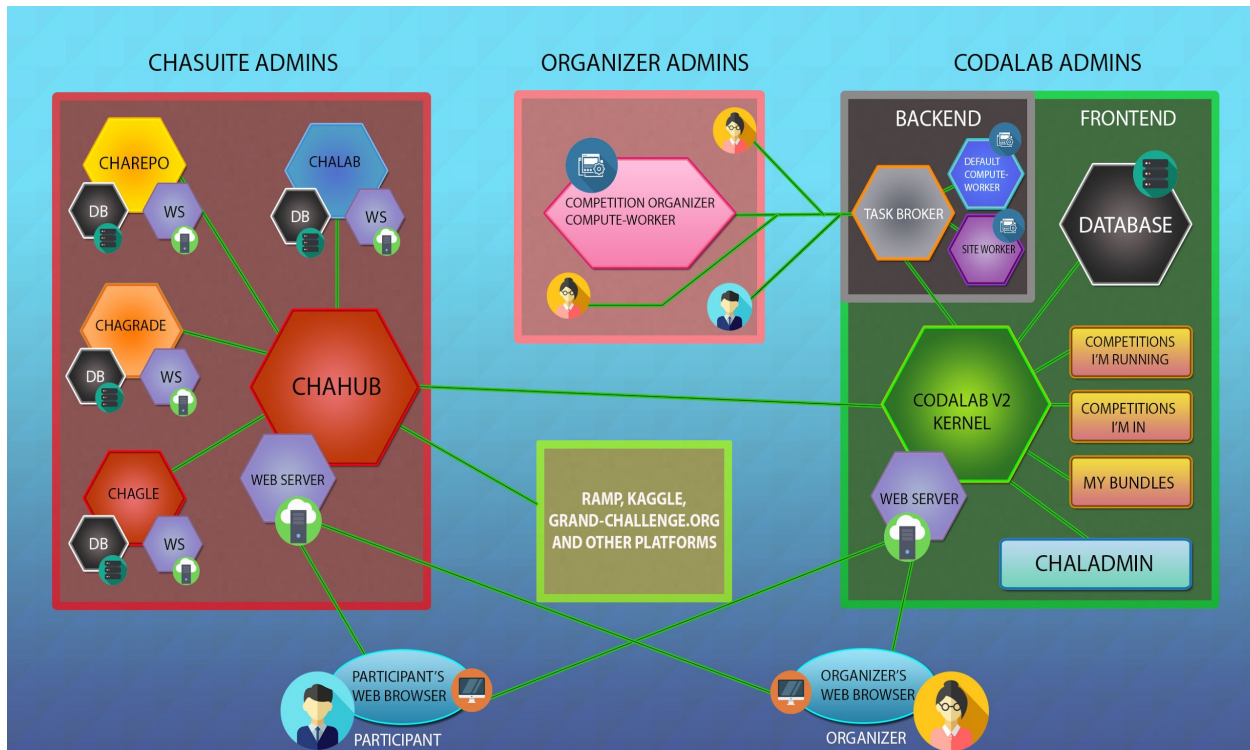 CHASUITE ADMINS
ORGANIZER ADMINS
CODALAB ADMINS
CHAREPO
DB
WS
CHALAB
DB
WS
CHAGRADE
DB
WS
CHAHUB
CHAGLE
DB
WS
WEB SERVER
COMPETITION ORGANIZER
COMPUTE-WORKER
RAMP, KAGGLE,
GRAND-CHALLENGE.ORG
AND OTHER PLATFORMS
BACKEND
FRONTEND
TASK BROKER
DEFAULT
COMPUTE-
WORKER
SITE WORKER
DATABASE
CODALAB V2
KERNEL
COMPETITIONS
I'M RUNNING
COMPETITIONS
I'M IN
MY BUNDLES
WEB SERVER
CHALADMIN
PARTICIPANT'S
WEB BROWSER
PARTICIPANT
ORGANIZER'S
WEB BROWSER
ORGANIZER